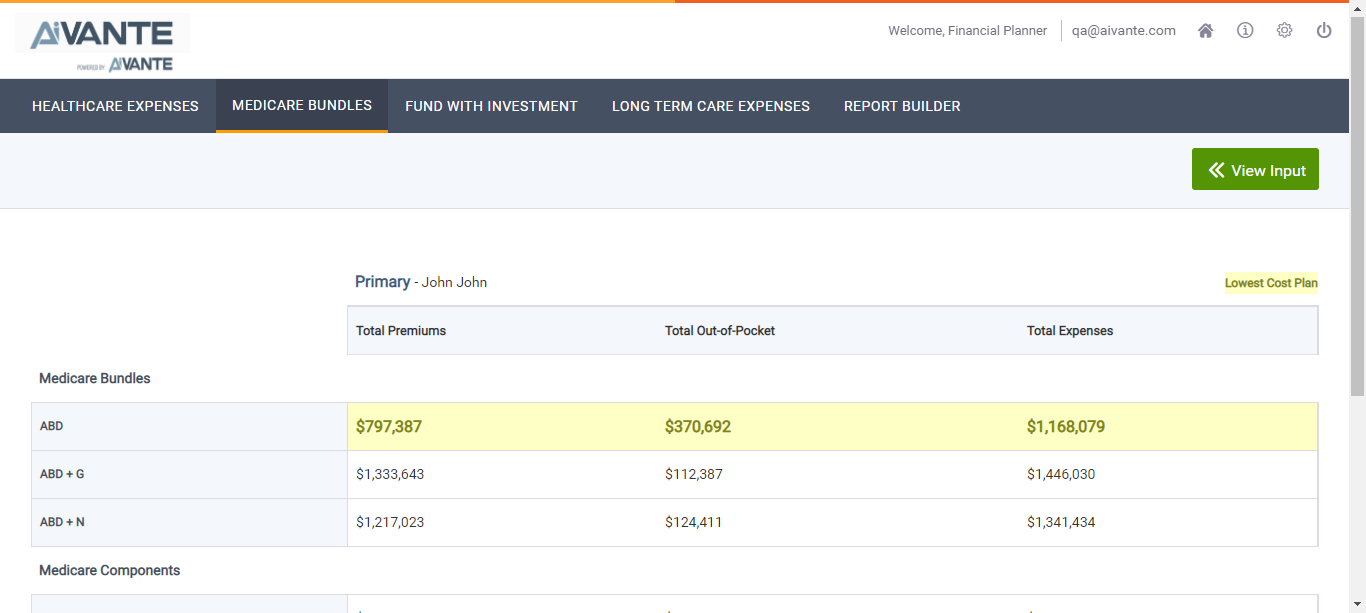 AiVANTE
POWERED BY AiVANTE
Welcome, Financial Planner qa@aivante.com
HEALTHCARE EXPENSES MEDICARE BUNDLES FUND WITH INVESTMENT LONG TERM CARE EXPENSES REPORT BUILDER
View Input
Primary - John John Lowest Cost Plan
Total Premiums Total Out-of-Pocket Total Expenses
Medicare Bundles
ABD $797,387 $370,692 $1,168,079
ABD + G $1,333,643 $112,387 $1,446,030
ABD + N $1,217,023 $124,411 $1,341,434
Medicare Components